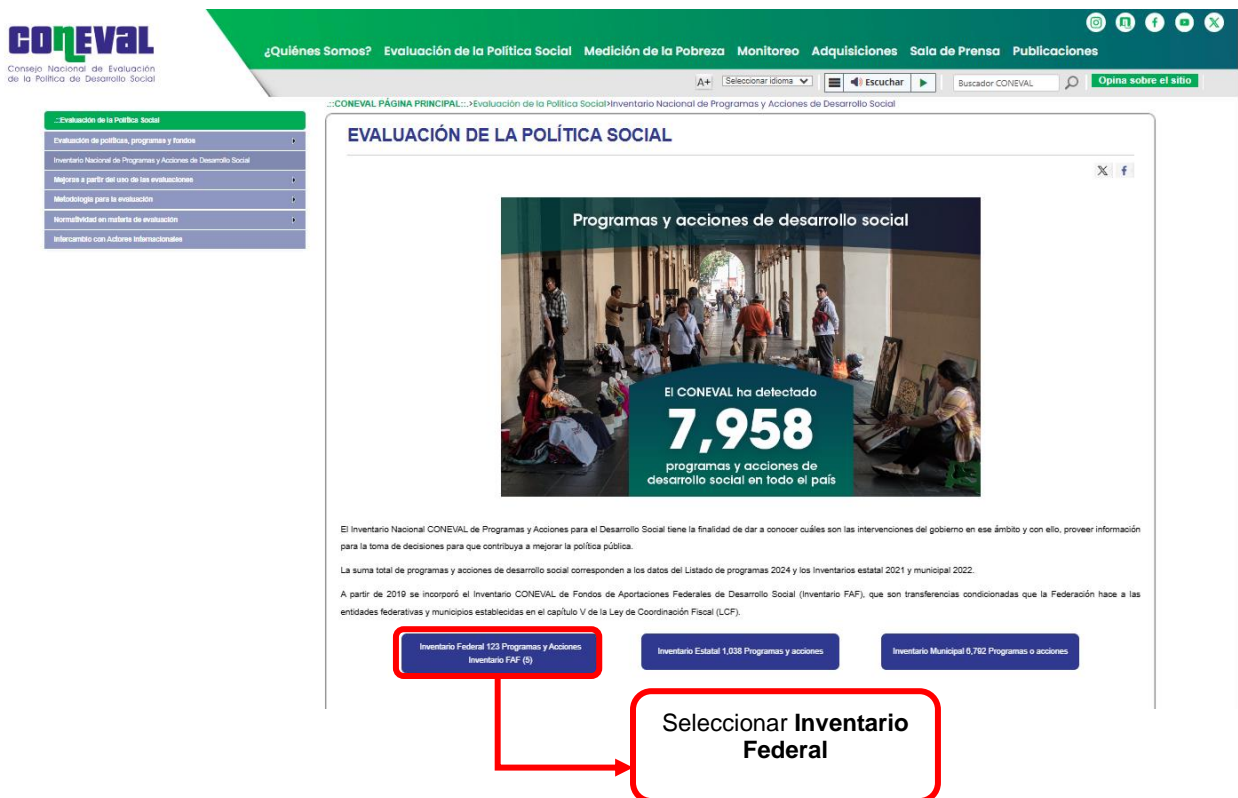 CONEVAL
Consejo Nacional de Evaluación
de la Política de Desarrollo Social
¿Quiénes Somos? Evaluación de la Política Social Medición de la Pobreza Monitoreo Adquisiciones Sala de Prensa Publicaciones
A+ Seleccionar idioma Escuchar Buscador CONEVAL Opina sobre el sitio
.::CONEVAL PÁGINA PRINCIPAL::.>Evaluación de la Política Social>Inventario Nacional de Programas y Acciones de Desarrollo Social
.::Evaluación de la Política Social
Evaluación de políticas, programas y fondos
Inventario Nacional de Programas y Acciones de Desarrollo Social
Mejoras a partir del uso de las evaluaciones
Metodología para la evaluación
Normatividad en materia de evaluación
Intercambio con Actores Internacionales
EVALUACIÓN DE LA POLÍTICA SOCIAL
Programas y acciones de desarrollo social
El CONEVAL ha detectado
7,958
programas y acciones de
desarrollo social en todo el país
El Inventario Nacional CONEVAL de Programas y Acciones para el Desarrollo Social tiene la finalidad de dar a conocer cuáles son las intervenciones del gobierno en ese ámbito y con ello, proveer información
para la toma de decisiones para que contribuya a mejorar la política pública.
La suma total de programas y acciones de desarrollo social corresponden a los datos del Listado de programas 2024 y los Inventarios estatal 2021 y municipal 2022.
A partir de 2019 se incorporó el Inventario CONEVAL de Fondos de Aportaciones Federales de Desarrollo Social (Inventario FAF), que son transferencias condicionadas que la Federación hace a las
entidades federativas y municipios establecidas en el capítulo V de la Ley de Coordinación Fiscal (LCF).
Inventario Federal 123 Programas y Acciones
Inventario FAF (5)
Inventario Estatal 1,038 Programas y acciones
Inventario Municipal 6,792 Programas o acciones
Seleccionar Inventario
Federal